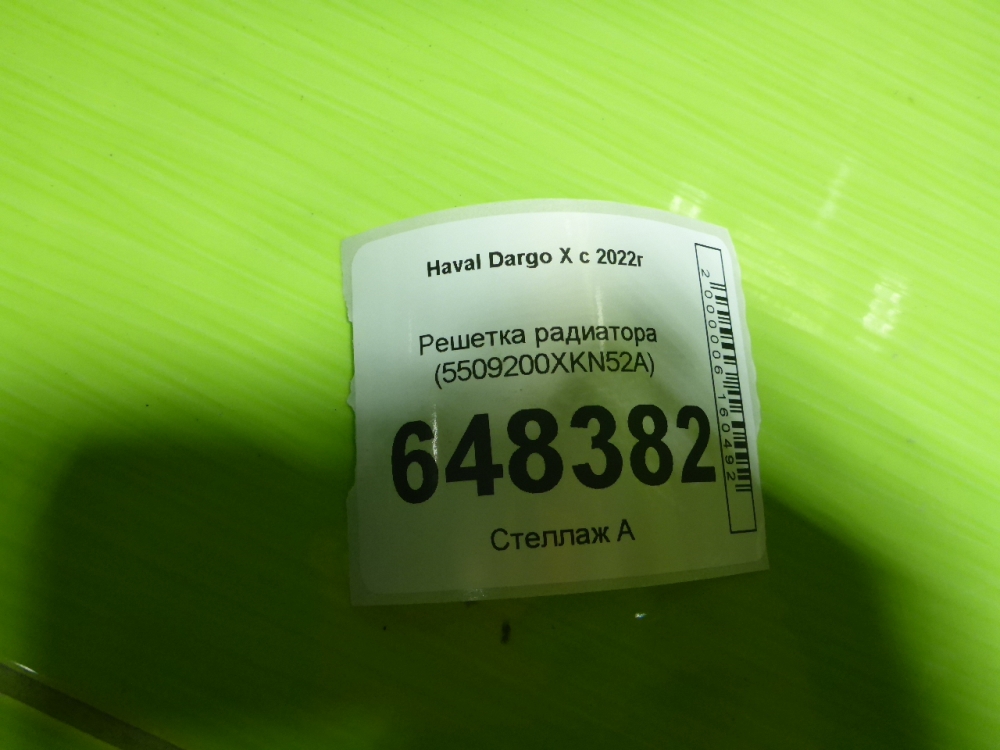 Haval Dargo X с 2022г
Решетка радиатора
(5509200XKN52A)
648382
Стеллаж А
2000006160492